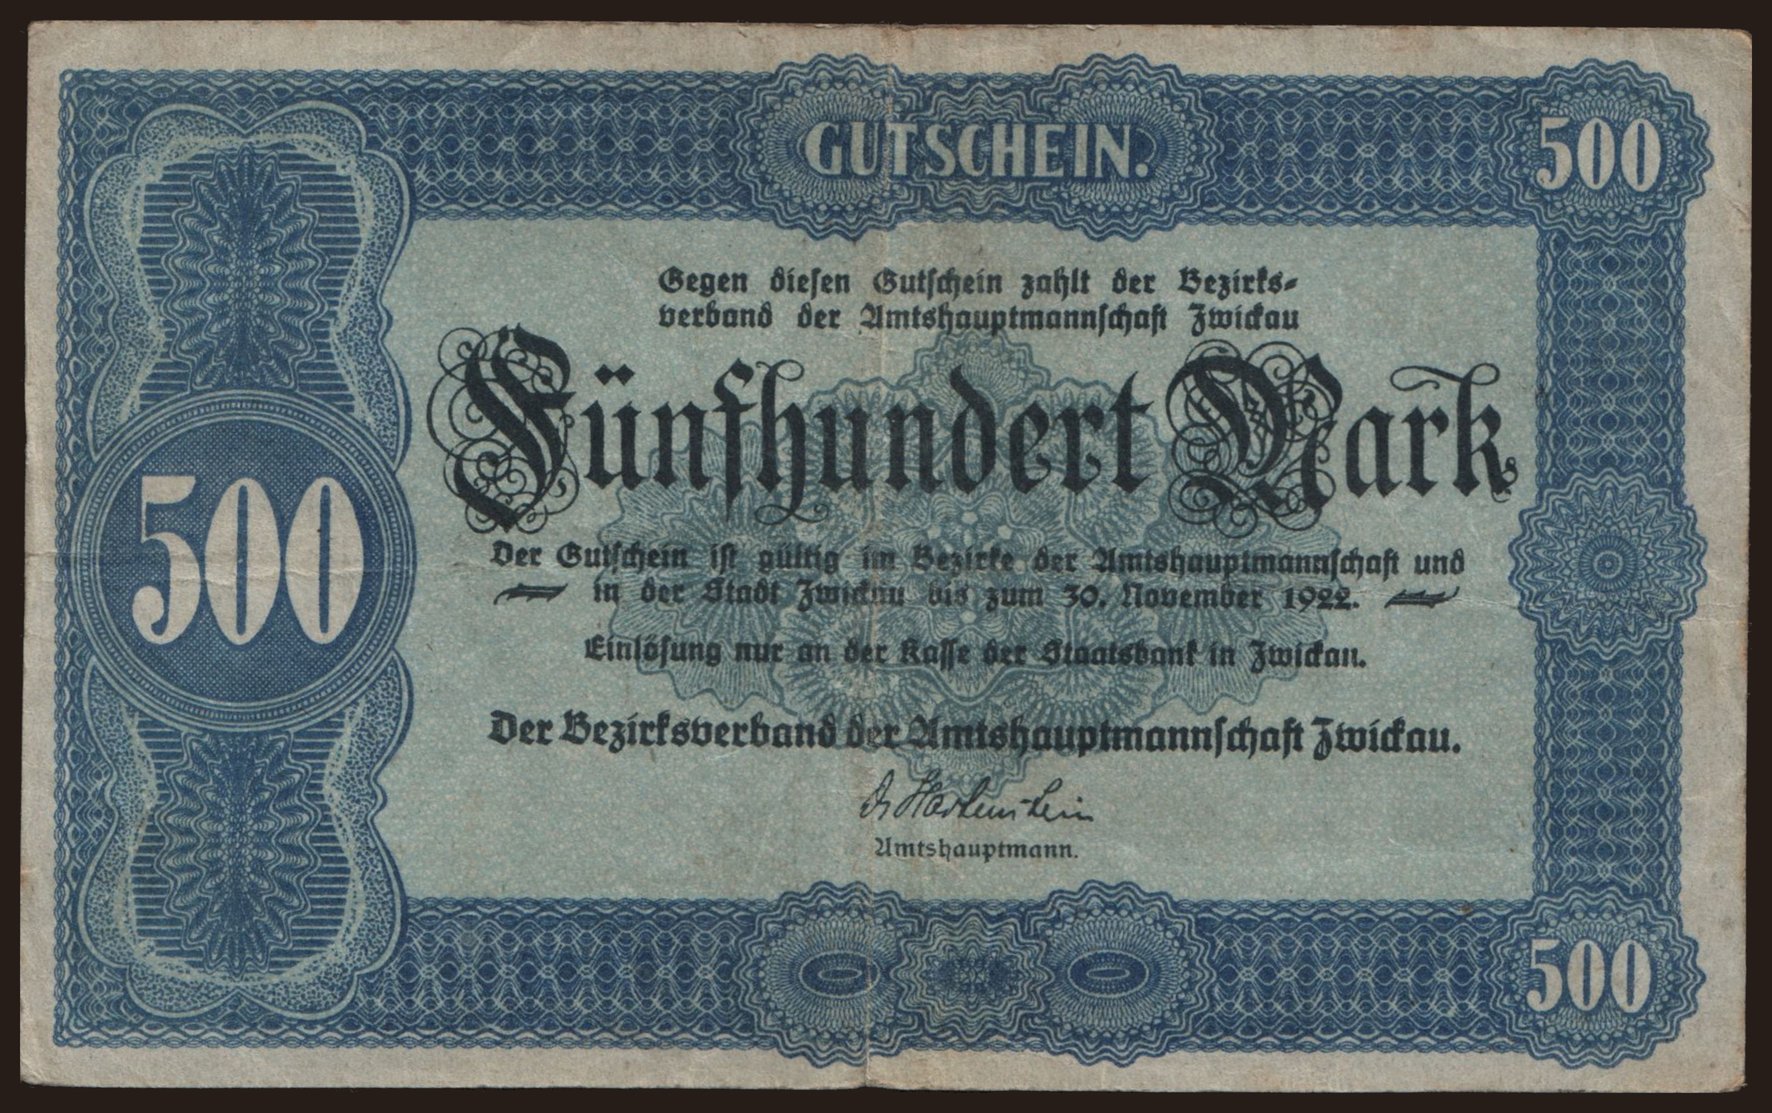 GUTSCHEIN.
500
Gegen diesen Gutschein zahlt der Bezirks-
verband der Amtshauptmannschaft Zwickau
Fünfhundert Mark
500
Der Gutschein ist gültig im Bezirke der Amtshauptmannschaft und
in der Stadt Zwickau bis zum 30. November 1922.
Einlösung nur an der Kasse der Staatsbank in Zwickau.
Der Bezirksverband der Amtshauptmannschaft Zwickau.
Dr Hartenstein
Amtshauptmann.
500